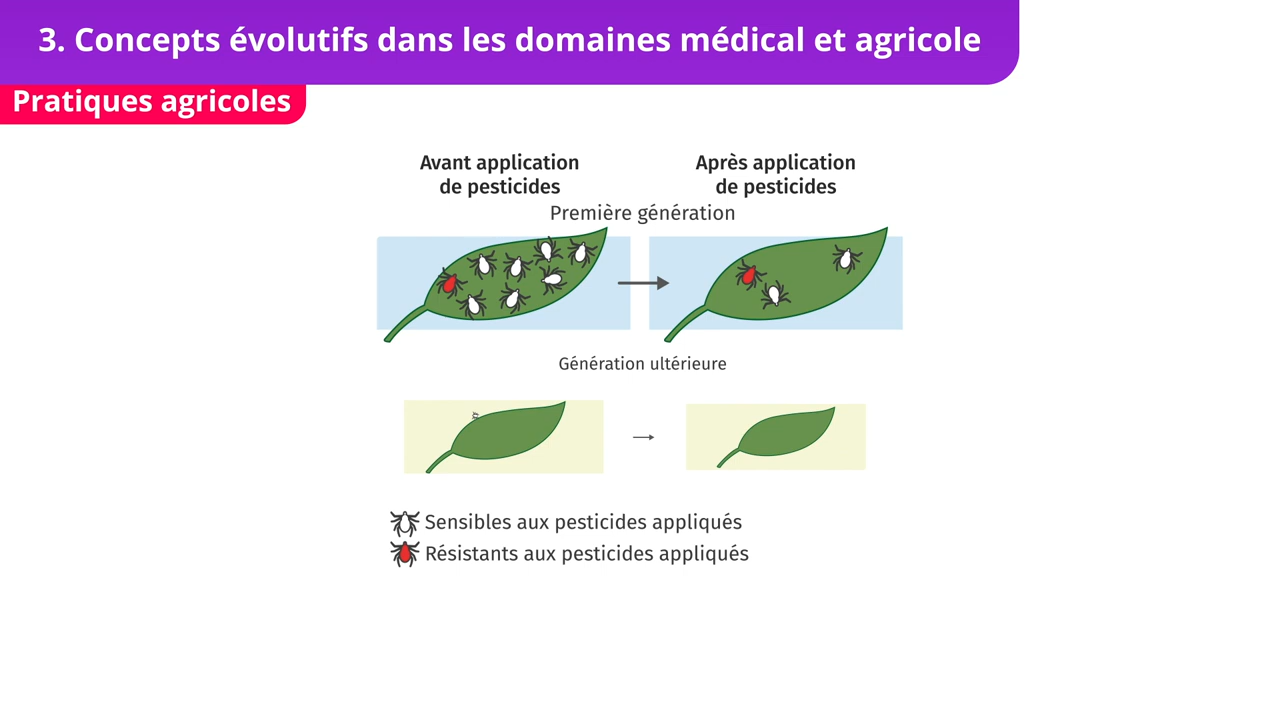 3. Concepts évolutifs dans les domaines médical et agricole
Pratiques agricoles
Avant application
de pesticides
Après application
de pesticides
Première génération
Génération ultérieure
Sensibles aux pesticides appliqués
Résistants aux pesticides appliqués